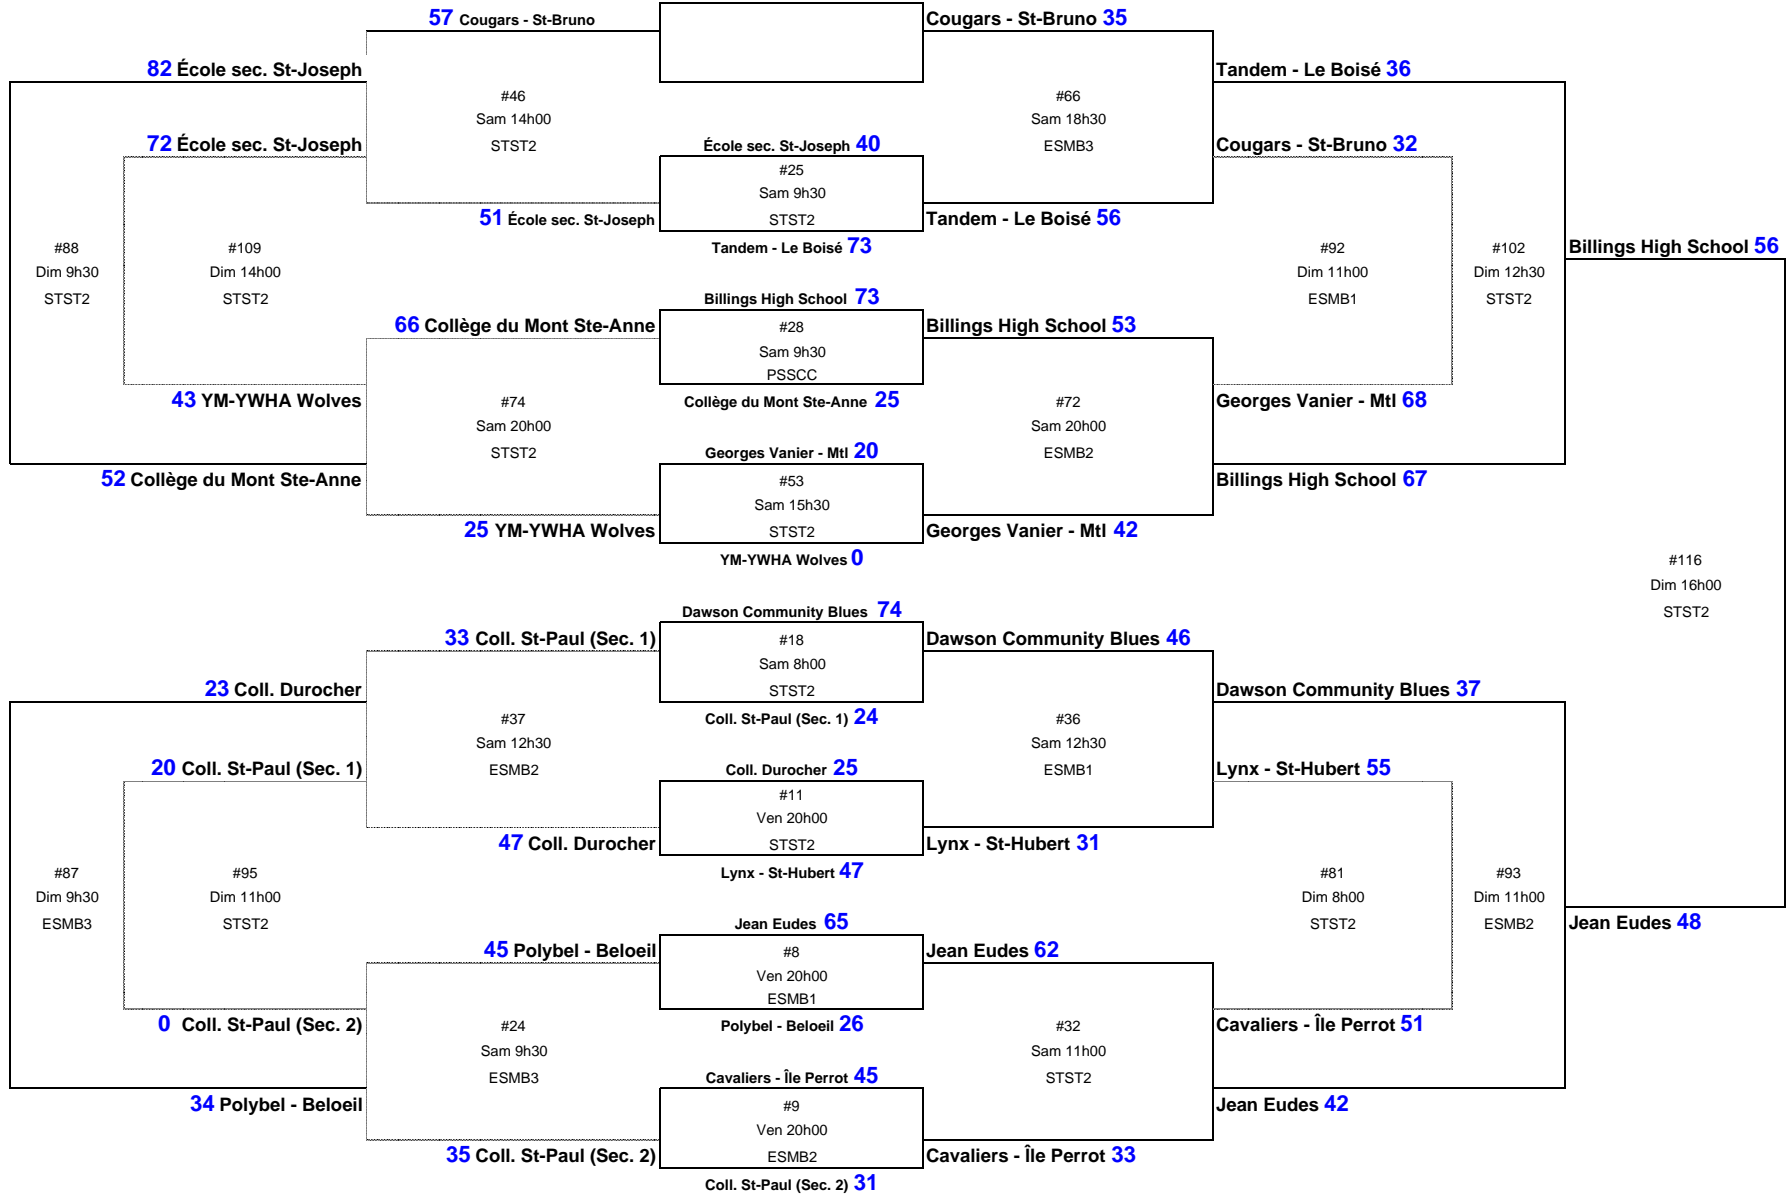 57 Cougars - St-Bruno
Cougars - St-Bruno 35
82 École sec. St-Joseph
Tandem - Le Boisé 36
#46
Sam 14h00
STST2
#66
Sam 18h30
ESMB3
72 École sec. St-Joseph
École sec. St-Joseph 40
Cougars - St-Bruno 32
#25
Sam 9h30
STST2
51 École sec. St-Joseph
Tandem - Le Boisé 56
Tandem - Le Boisé 73
#88
Dim 9h30
STST2
#109
Dim 14h00
STST2
#92
Dim 11h00
ESMB1
#102
Dim 12h30
STST2
Billings High School 56
Billings High School 73
66 Collège du Mont Ste-Anne
#28
Sam 9h30
PSSCC
Billings High School 53
43 YM-YWHA Wolves
Collège du Mont Ste-Anne 25
Georges Vanier - Mtl 68
#74
Sam 20h00
STST2
#72
Sam 20h00
ESMB2
Georges Vanier - Mtl 20
52 Collège du Mont Ste-Anne
Billings High School 67
#53
Sam 15h30
STST2
25 YM-YWHA Wolves
Georges Vanier - Mtl 42
YM-YWHA Wolves 0
#116
Dim 16h00
STST2
Dawson Community Blues 74
33 Coll. St-Paul (Sec. 1)
#18
Sam 8h00
STST2
Dawson Community Blues 46
23 Coll. Durocher
Dawson Community Blues 37
Coll. St-Paul (Sec. 1) 24
#37
Sam 12h30
ESMB2
#36
Sam 12h30
ESMB1
20 Coll. St-Paul (Sec. 1)
Coll. Durocher 25
Lynx - St-Hubert 55
#11
Ven 20h00
STST2
47 Coll. Durocher
Lynx - St-Hubert 31
Lynx - St-Hubert 47
#87
Dim 9h30
ESMB3
#95
Dim 11h00
STST2
#81
Dim 8h00
STST2
#93
Dim 11h00
ESMB2
Jean Eudes 48
Jean Eudes 65
45 Polybel - Beloeil
#8
Ven 20h00
ESMB1
Jean Eudes 62
0 Coll. St-Paul (Sec. 2)
Polybel - Beloeil 26
Cavaliers - Île Perrot 51
#24
Sam 9h30
ESMB3
#32
Sam 11h00
STST2
Cavaliers - Île Perrot 45
34 Polybel - Beloeil
Jean Eudes 42
#9
Ven 20h00
ESMB2
35 Coll. St-Paul (Sec. 2)
Cavaliers - Île Perrot 33
Coll. St-Paul (Sec. 2) 31